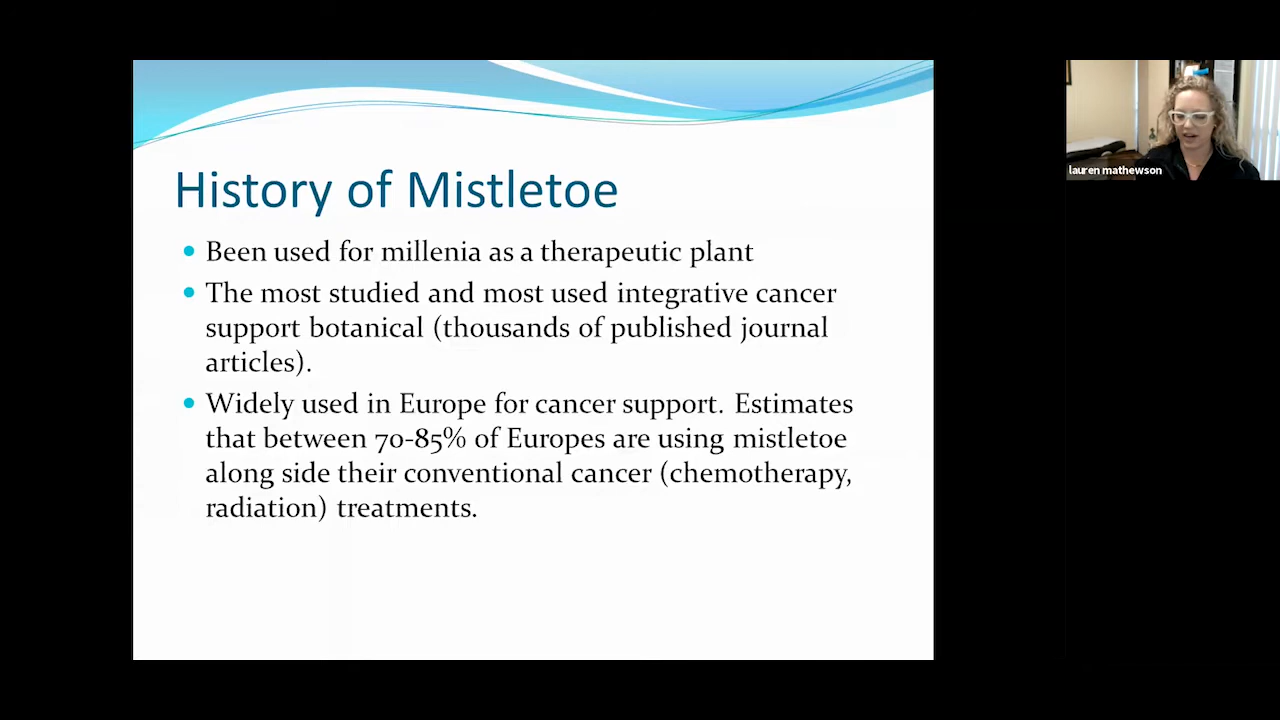 History of Mistletoe
Been used for millenia as a therapeutic plant
The most studied and most used integrative cancer
support botanical (thousands of published journal
articles).
Widely used in Europe for cancer support. Estimates
that between 70-85% of Europes are using mistletoe
along side their conventional cancer (chemotherapy,
radiation) treatments.
lauren mathewson